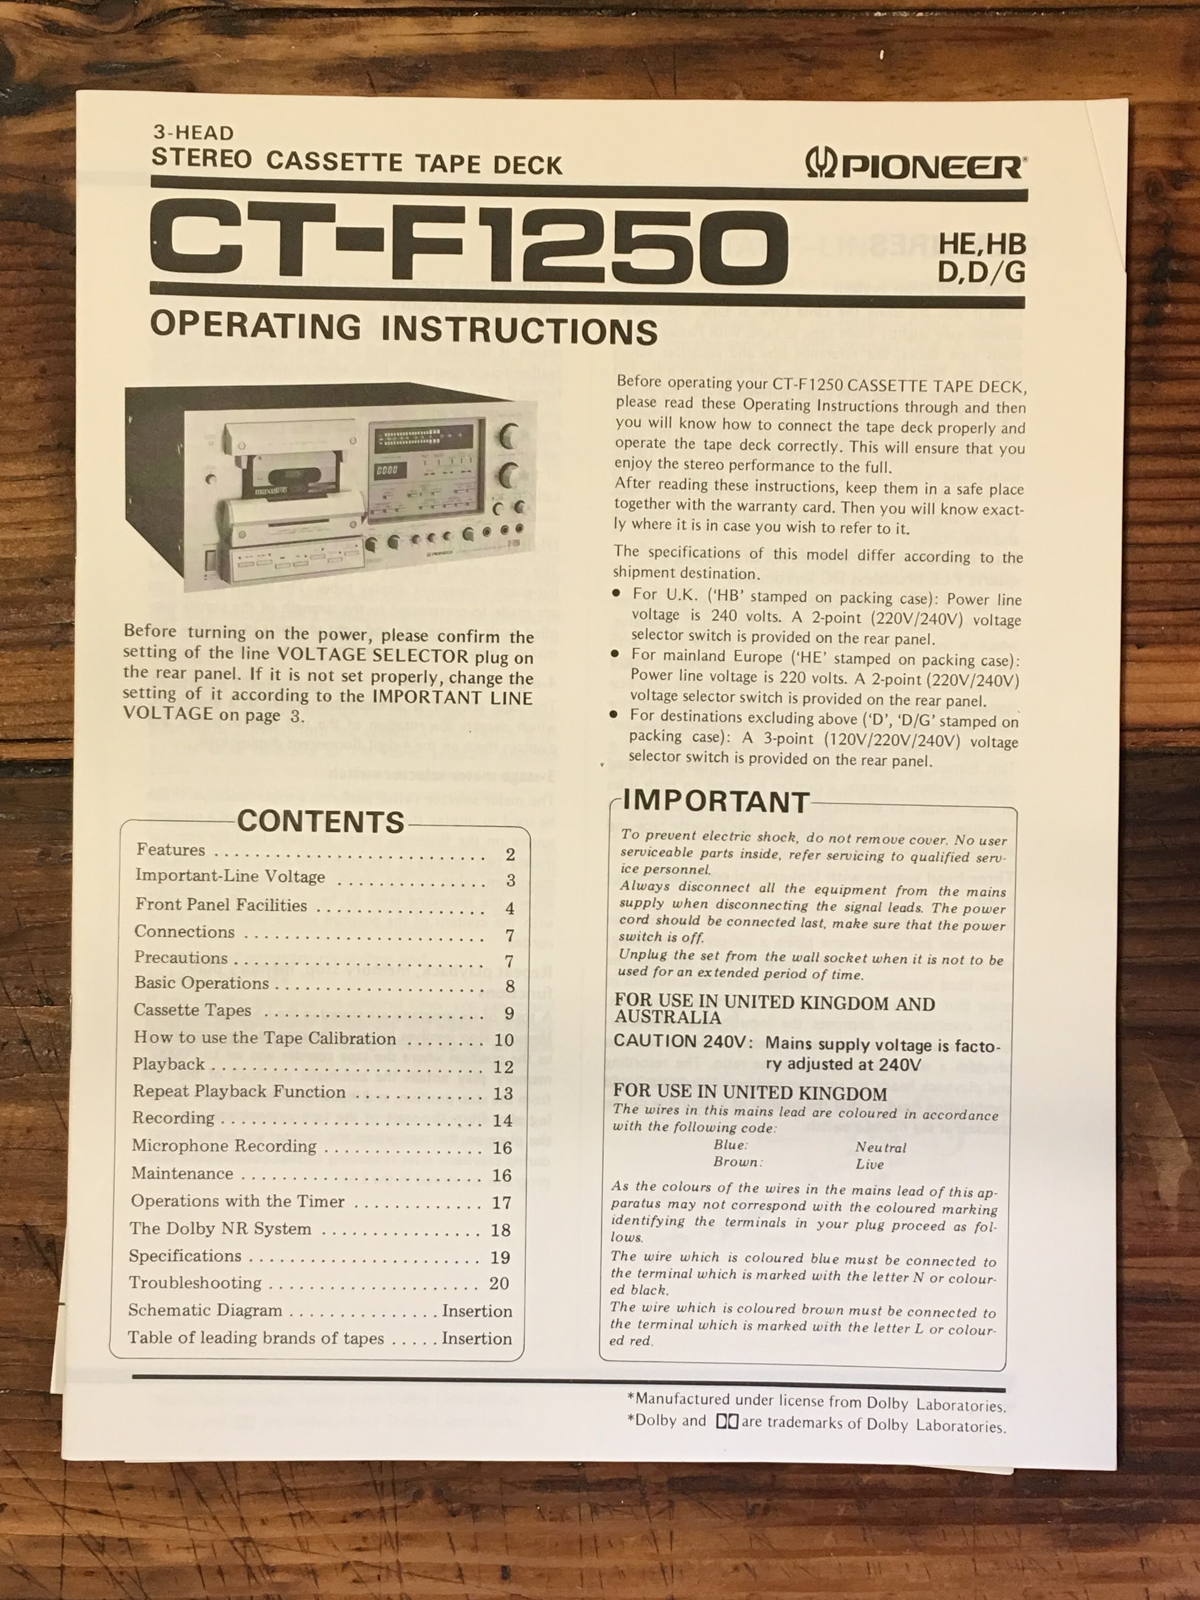 3-HEAD
STEREO CASSETTE TAPE DECK
PIONEER®
CT-F1250
HE,HB
D,D/G
OPERATING INSTRUCTIONS
maxell
0000
PIONEER
Before turning on the power, please confirm the
setting of the line VOLTAGE SELECTOR plug on
the rear panel. If it is not set properly, change the
setting of it according to the IMPORTANT LINE
VOLTAGE on page 3.
Before operating your CT-F1250 CASSETTE TAPE DECK,
please read these Operating Instructions through and then
you will know how to connect the tape deck properly and
operate the tape deck correctly. This will ensure that you
enjoy the stereo performance to the full.
After reading these instructions, keep them in a safe place
together with the warranty card. Then you will know exact-
ly where it is in case you wish to refer to it.
The specifications of this model differ according to the
shipment destination.
● For U.K. ('HB' stamped on packing case): Power line
voltage is 240 volts. A 2-point (220V/240V) voltage
selector switch is provided on the rear panel.
● For mainland Europe ('HE' stamped on packing case):
Power line voltage is 220 volts. A 2-point (220V/240V)
voltage selector switch is provided on the rear panel.
● For destinations excluding above ('D', 'D/G' stamped on
packing case): A 3-point (120V/220V/240V) voltage
selector switch is provided on the rear panel.
CONTENTS
Features . . . . . . . . . . . . . . . . . . . . . . . . . . 2
Important-Line Voltage . . . . . . . . . . . . . . . 3
Front Panel Facilities . . . . . . . . . . . . . . . . . 4
Connections . . . . . . . . . . . . . . . . . . . . . . . 7
Precautions . . . . . . . . . . . . . . . . . . . . . . . . 7
Basic Operations . . . . . . . . . . . . . . . . . . . . 8
Cassette Tapes . . . . . . . . . . . . . . . . . . . . . . 9
How to use the Tape Calibration . . . . . . . . 10
Playback . . . . . . . . . . . . . . . . . . . . . . . . . . 12
Repeat Playback Function . . . . . . . . . . . . . 13
Recording . . . . . . . . . . . . . . . . . . . . . . . . . 14
Microphone Recording . . . . . . . . . . . . . . . . 16
Maintenance . . . . . . . . . . . . . . . . . . . . . . . 16
Operations with the Timer . . . . . . . . . . . . . 17
The Dolby NR System . . . . . . . . . . . . . . . . 18
Specifications . . . . . . . . . . . . . . . . . . . . . . 19
Troubleshooting . . . . . . . . . . . . . . . . . . . . . 20
Schematic Diagram . . . . . . . . . . . . . . . Insertion
Table of leading brands of tapes . . . . . Insertion
IMPORTANT
To prevent electric shock, do not remove cover. No user
serviceable parts inside, refer servicing to qualified serv-
ice personnel.
Always disconnect all the equipment from the mains
supply when disconnecting the signal leads. The power
cord should be connected last, make sure that the power
switch is off.
Unplug the set from the wall socket when it is not to be
used for an extended period of time.
FOR USE IN UNITED KINGDOM AND
AUSTRALIA
CAUTION 240V: Mains supply voltage is facto-
ry adjusted at 240V
FOR USE IN UNITED KINGDOM
The wires in this mains lead are coloured in accordance
with the following code:
Blue: Neutral
Brown: Live
As the colours of the wires in the mains lead of this ap-
paratus may not correspond with the coloured marking
identifying the terminals in your plug proceed as fol-
lows.
The wire which is coloured blue must be connected to
the terminal which is marked with the letter N or colour-
ed black.
The wire which is coloured brown must be connected to
the terminal which is marked with the letter L or colour-
ed red.
*Manufactured under license from Dolby Laboratories.
*Dolby and are trademarks of Dolby Laboratories.